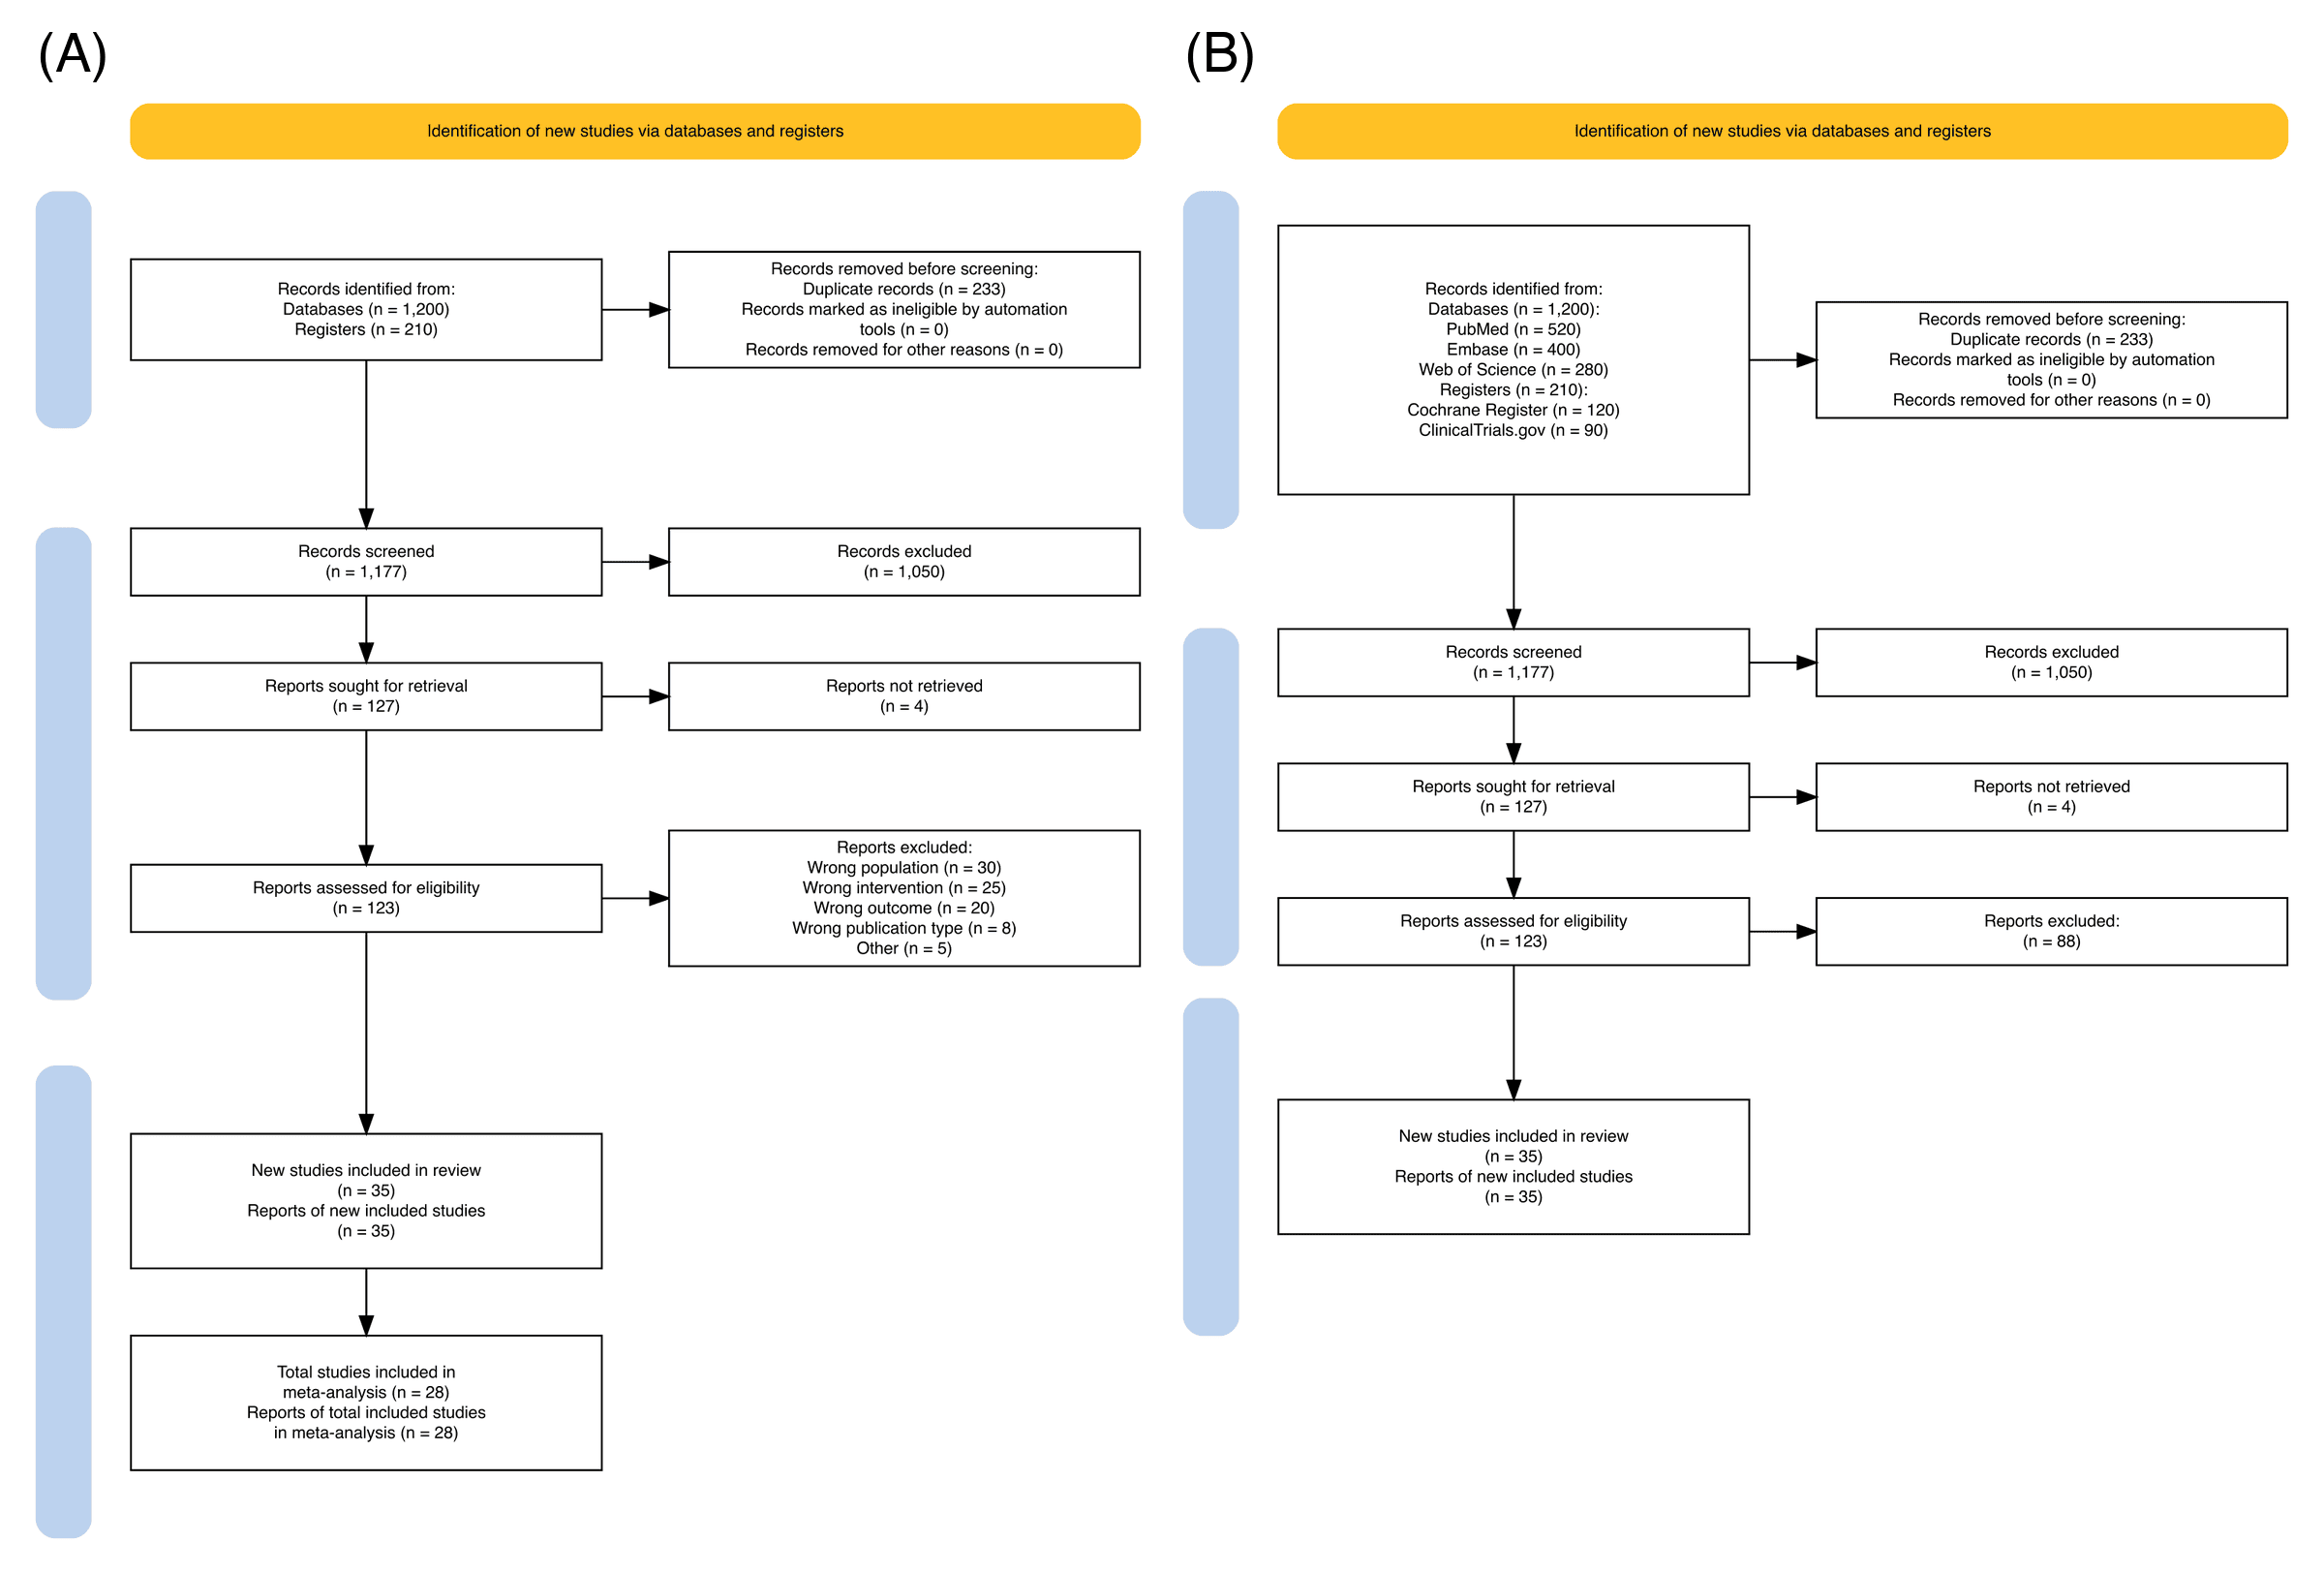 (A)
Identification of new studies via databases and registers
Records identified from:
Databases (n = 1,200)
Registers (n = 210)
Records removed before screening:
Duplicate records (n = 233)
Records marked as ineligible by automation
tools (n = 0)
Records removed for other reasons (n = 0)
Records screened
(n = 1,177)
Records excluded
(n = 1,050)
Reports sought for retrieval
(n = 127)
Reports not retrieved
(n = 4)
Reports assessed for eligibility
(n = 123)
Reports excluded:
Wrong population (n = 30)
Wrong intervention (n = 25)
Wrong outcome (n = 20)
Wrong publication type (n = 8)
Other (n = 5)
New studies included in review
(n = 35)
Reports of new included studies
(n = 35)
Total studies included in
meta-analysis (n = 28)
Reports of total included studies
in meta-analysis (n = 28)
(B)
Identification of new studies via databases and registers
Records identified from:
Databases (n = 1,200):
PubMed (n = 520)
Embase (n = 400)
Web of Science (n = 280)
Registers (n = 210):
Cochrane Register (n = 120)
ClinicalTrials.gov (n = 90)
Records removed before screening:
Duplicate records (n = 233)
Records marked as ineligible by automation
tools (n = 0)
Records removed for other reasons (n = 0)
Records screened
(n = 1,177)
Records excluded
(n = 1,050)
Reports sought for retrieval
(n = 127)
Reports not retrieved
(n = 4)
Reports assessed for eligibility
(n = 123)
Reports excluded:
(n = 88)
New studies included in review
(n = 35)
Reports of new included studies
(n = 35)